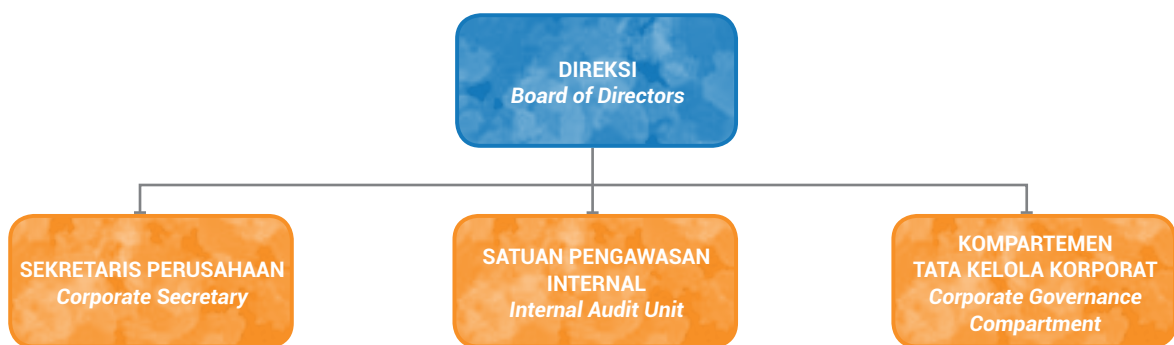 DIREKSI
Board of Directors
SEKRETARIS PERUSAHAAN
Corporate Secretary
SATUAN PENGAWASAN
INTERNAL
Internal Audit Unit
KOMPARTEMEN
TATA KELOLA KORPORAT
Corporate Governance
Compartment